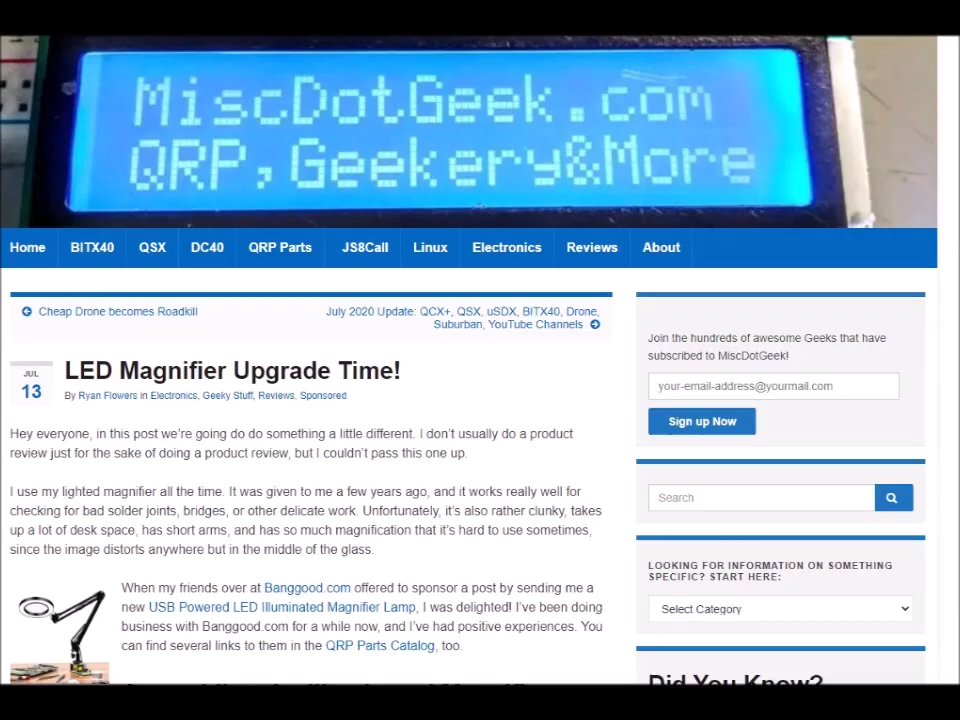 MiscDotGeek.com
QRP,Geekery&More
Home BITX40 QSX DC40 QRP Parts JS8Call Linux Electronics Reviews About
Cheap Drone becomes Roadkill
July 2020 Update: QCX+, QSX, uSDX, BITX40, Drone,
Suburban, YouTube Channels
JUL
13
LED Magnifier Upgrade Time!
By Ryan Flowers in Electronics, Geeky Stuff, Reviews, Sponsored
Hey everyone, in this post we're going do do something a little different. I don't usually do a product
review just for the sake of doing a product review, but I couldn't pass this one up.
I use my lighted magnifier all the time. It was given to me a few years ago, and it works really well for
checking for bad solder joints, bridges, or other delicate work. Unfortunately, it's also rather clunky, takes
up a lot of desk space, has short arms, and has so much magnification that it's hard to use sometimes,
since the image distorts anywhere but in the middle of the glass.
When my friends over at Banggood.com offered to sponsor a post by sending me a
new USB Powered LED Illuminated Magnifier Lamp, I was delighted! I've been doing
business with Banggood.com for a while now, and I've had positive experiences. You
can find several links to them in the QRP Parts Catalog, too.
Join the hundreds of awesome Geeks that have
subscribed to MiscDotGeek!
your-email-address@yourmail.com
Sign up Now
Search
LOOKING FOR INFORMATION ON SOMETHING
SPECIFIC? START HERE:
Select Category
Did You Know?